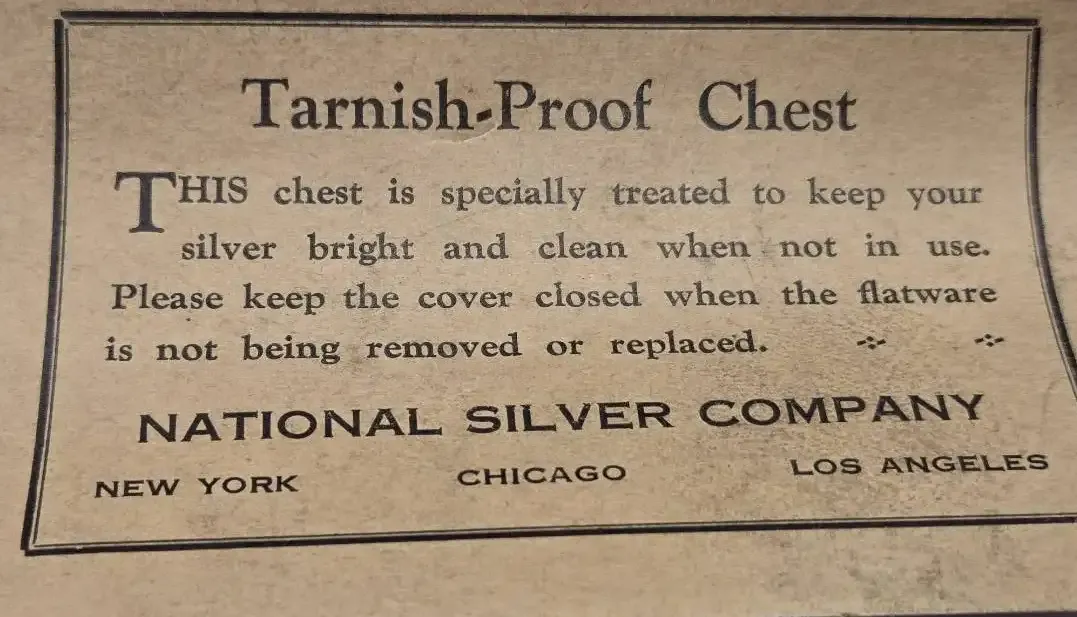 Tarnish-Proof Chest
THIS chest is specially treated to keep your
silver bright and clean when not in use.
Please keep the cover closed when the flatware
is not being removed or replaced.
NATIONAL SILVER COMPANY
NEW YORK CHICAGO LOS ANGELES